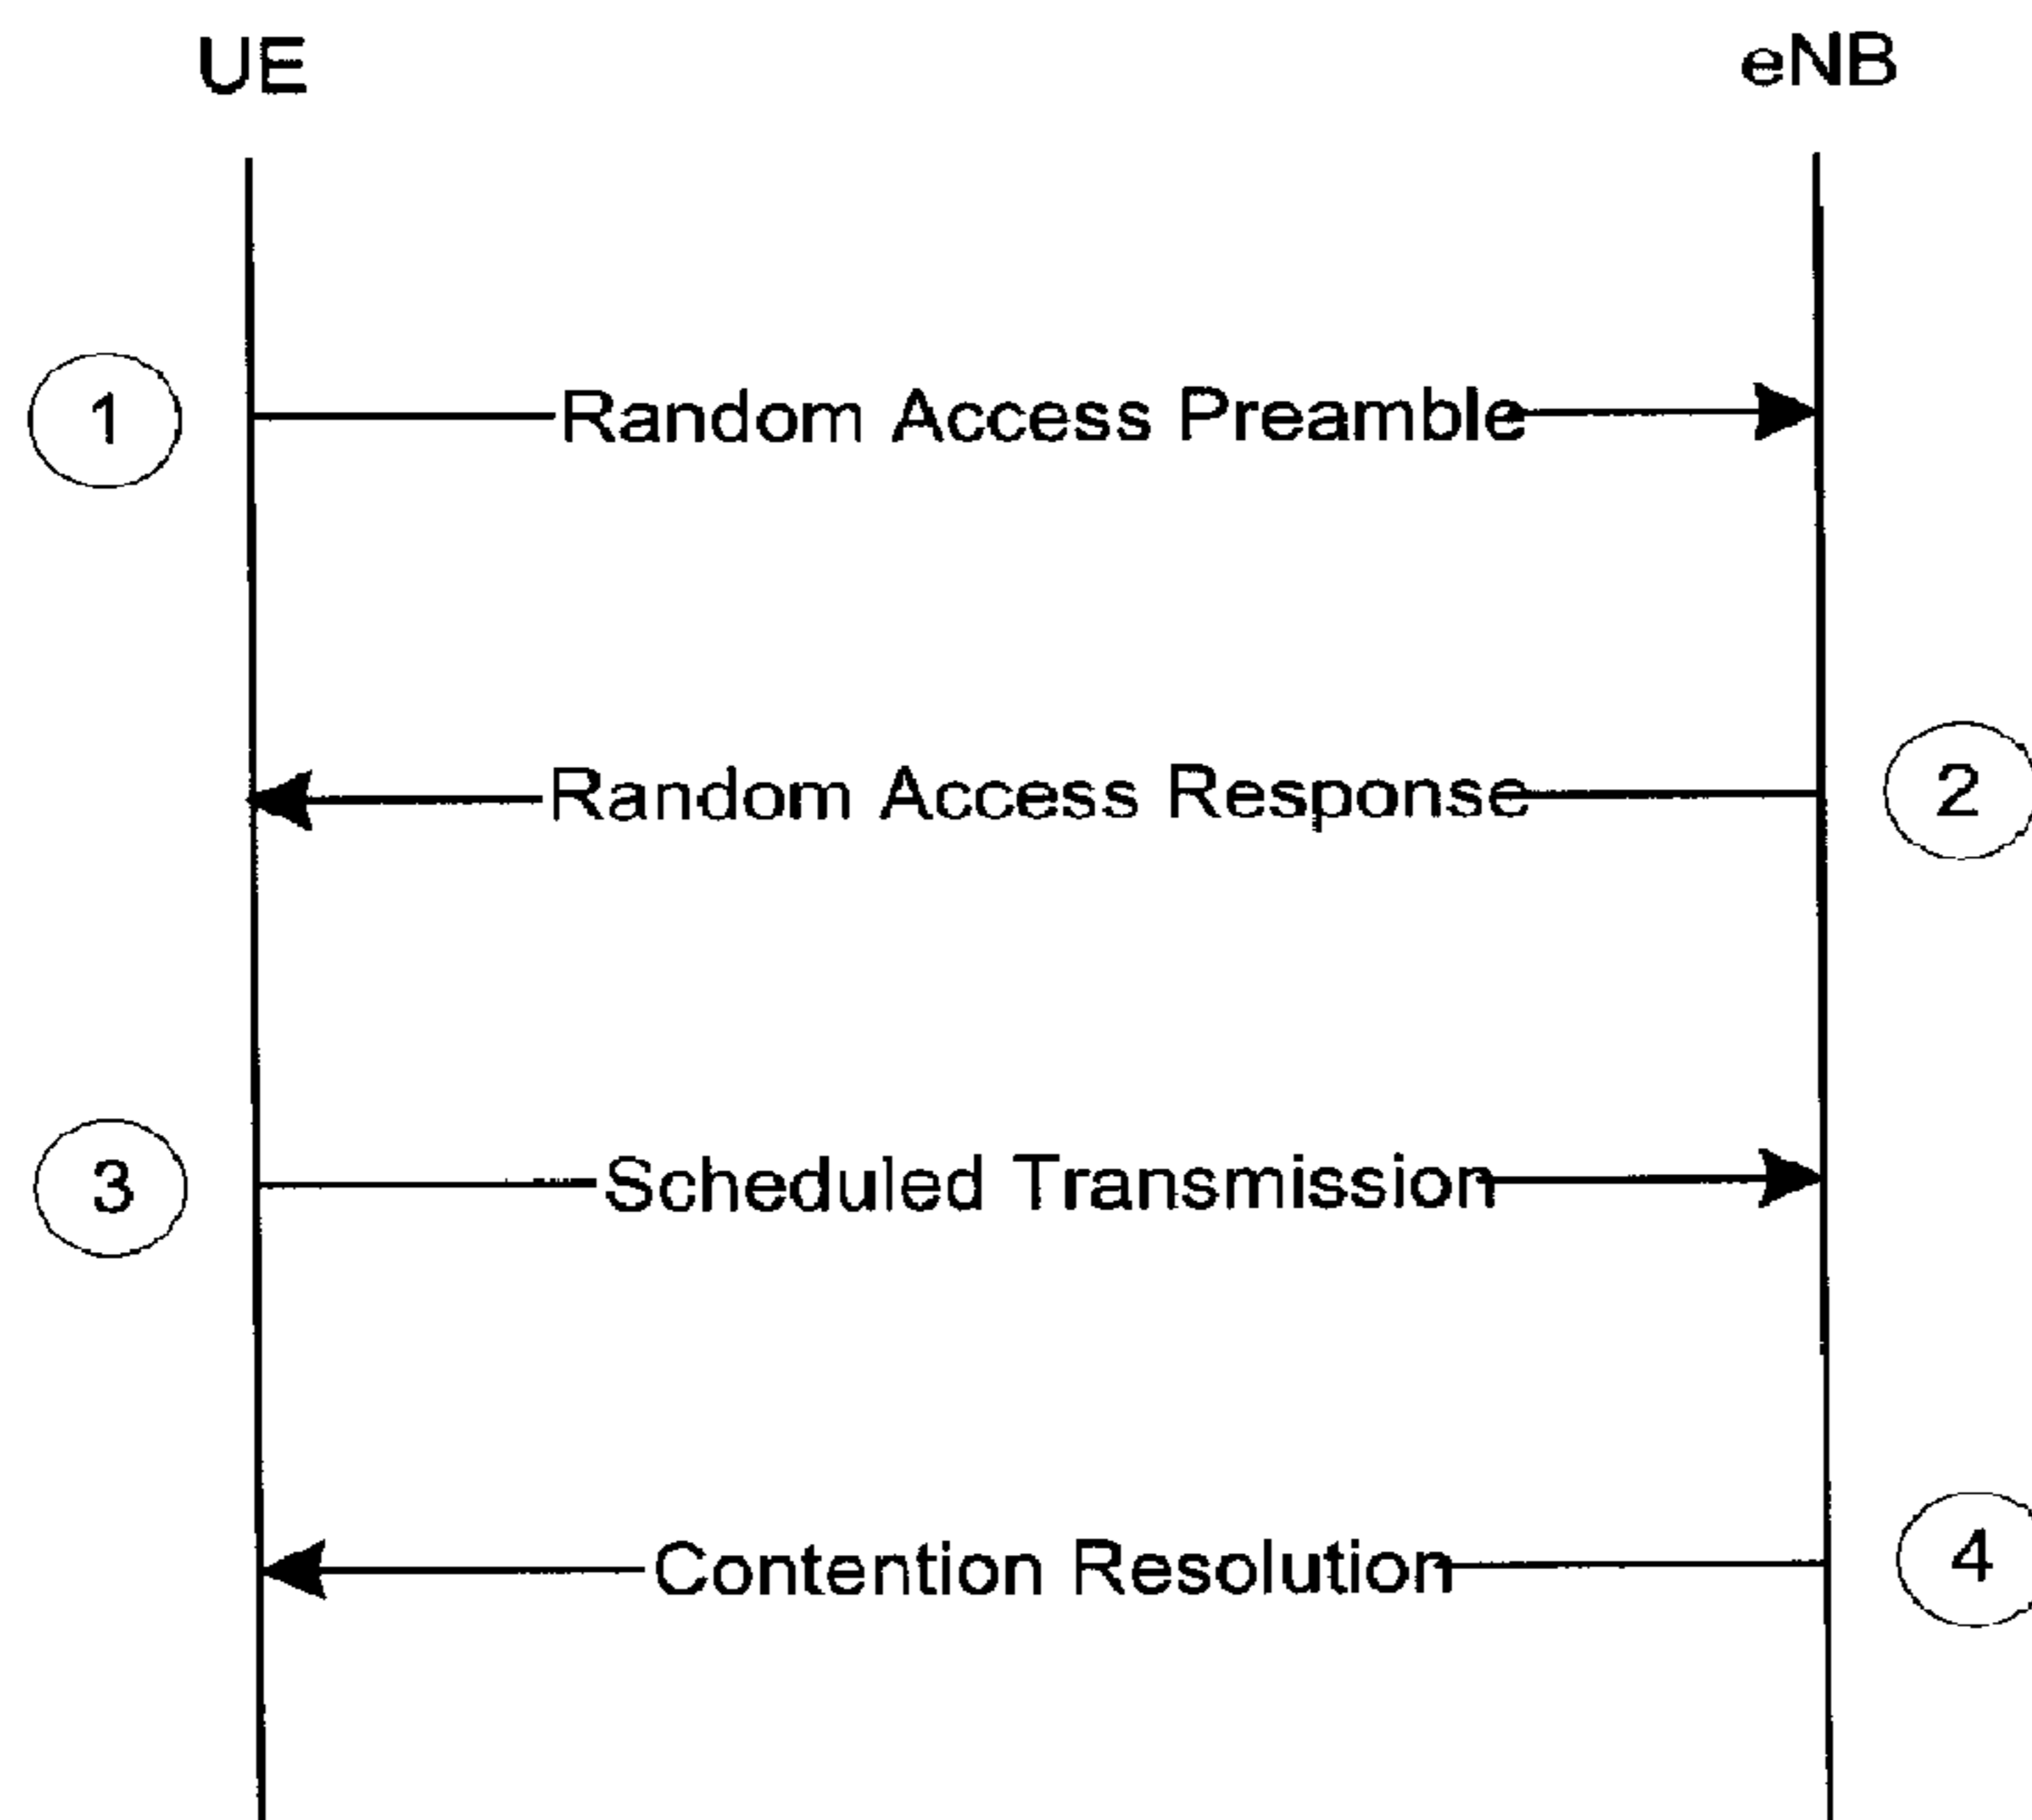 UE eNB
1 Random Access Preamble
Random Access Response 2
3 Scheduled Transmission
Contention Resolution 4